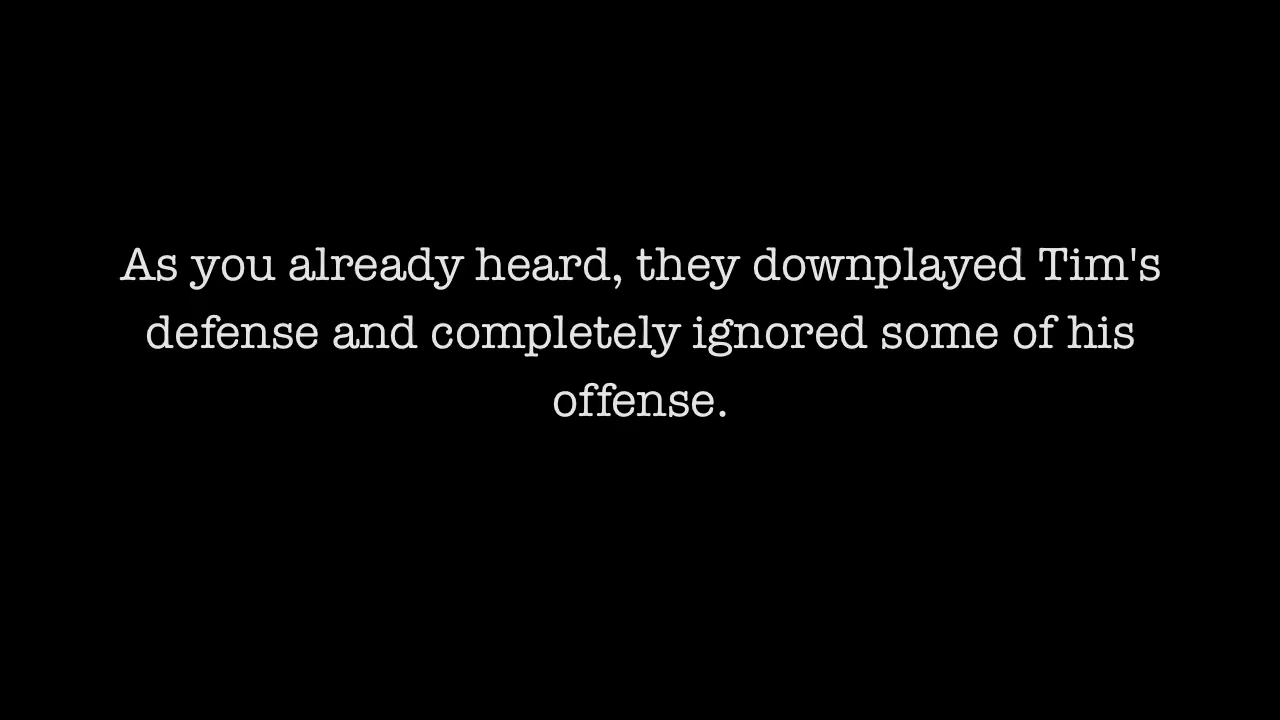 As you already heard, they downplayed Tim's
defense and completely ignored some of his
offense.